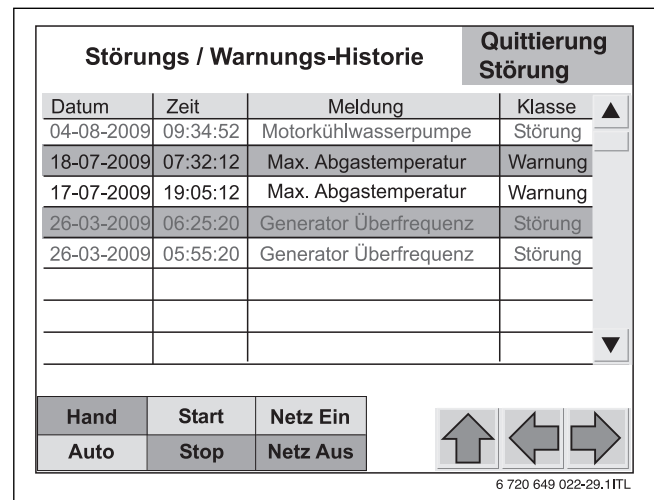 Störungs / Warnungs-Historie
Quittierung
Störung
Datum Zeit Meldung Klasse
04-08-2009 09:34:52 Motorkühlwasserpumpe Störung
18-07-2009 07:32:12 Max. Abgastemperatur Warnung
17-07-2009 19:05:12 Max. Abgastemperatur Warnung
26-03-2009 06:25:20 Generator Überfrequenz Störung
26-03-2009 05:55:20 Generator Überfrequenz Störung
Hand Start Netz Ein
Auto Stop Netz Aus
6 720 649 022-29.1ITL